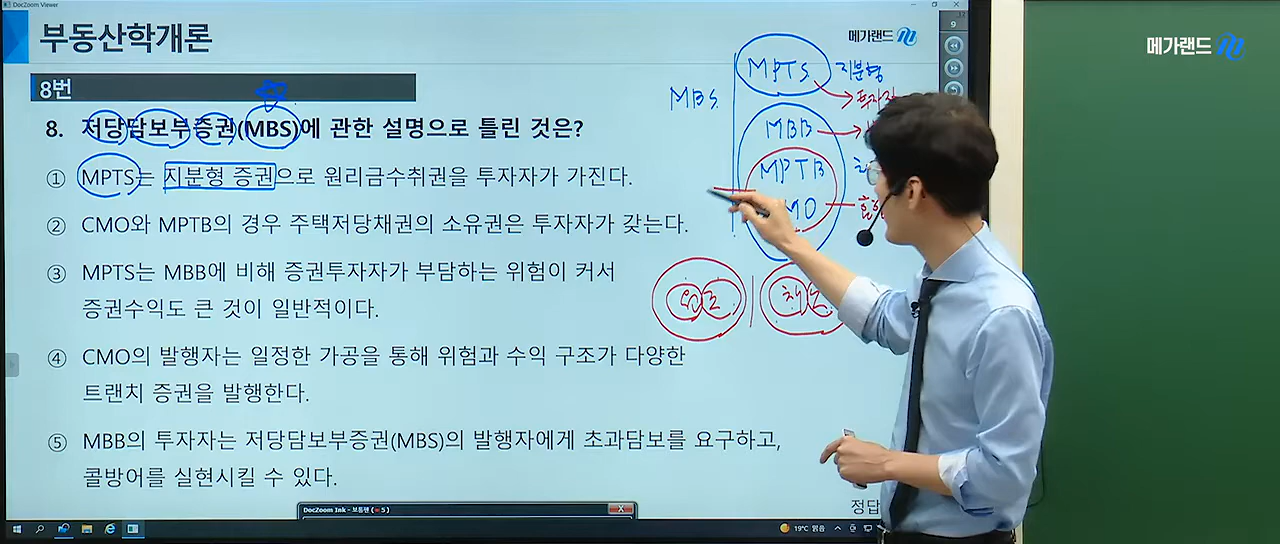 DocZoom Viewer
부동산학개론
메가랜드
9
메가랜드
8번
8. 저당담보부증권(MBS)에 관한 설명으로 틀린 것은?
① MPTS는 지분형 증권으로 원리금수취권을 투자자가 가진다.
② CMO와 MPTB의 경우 주택저당채권의 소유권은 투자자가 갖는다.
③ MPTS는 MBB에 비해 증권투자자가 부담하는 위험이 커서
증권수익도 큰 것이 일반적이다.
④ CMO의 발행자는 일정한 가공을 통해 위험과 수익 구조가 다양한
트랜치 증권을 발행한다.
⑤ MBB의 투자자는 저당담보부증권(MBS)의 발행자에게 초과담보를 요구하고,
콜방어를 실현시킬 수 있다.
정답
MBS
MPTS 지분형
투자자
MBB
MPTB
MO
DocZoom Ink - 보통펜 ( 5 )
19℃ 맑음